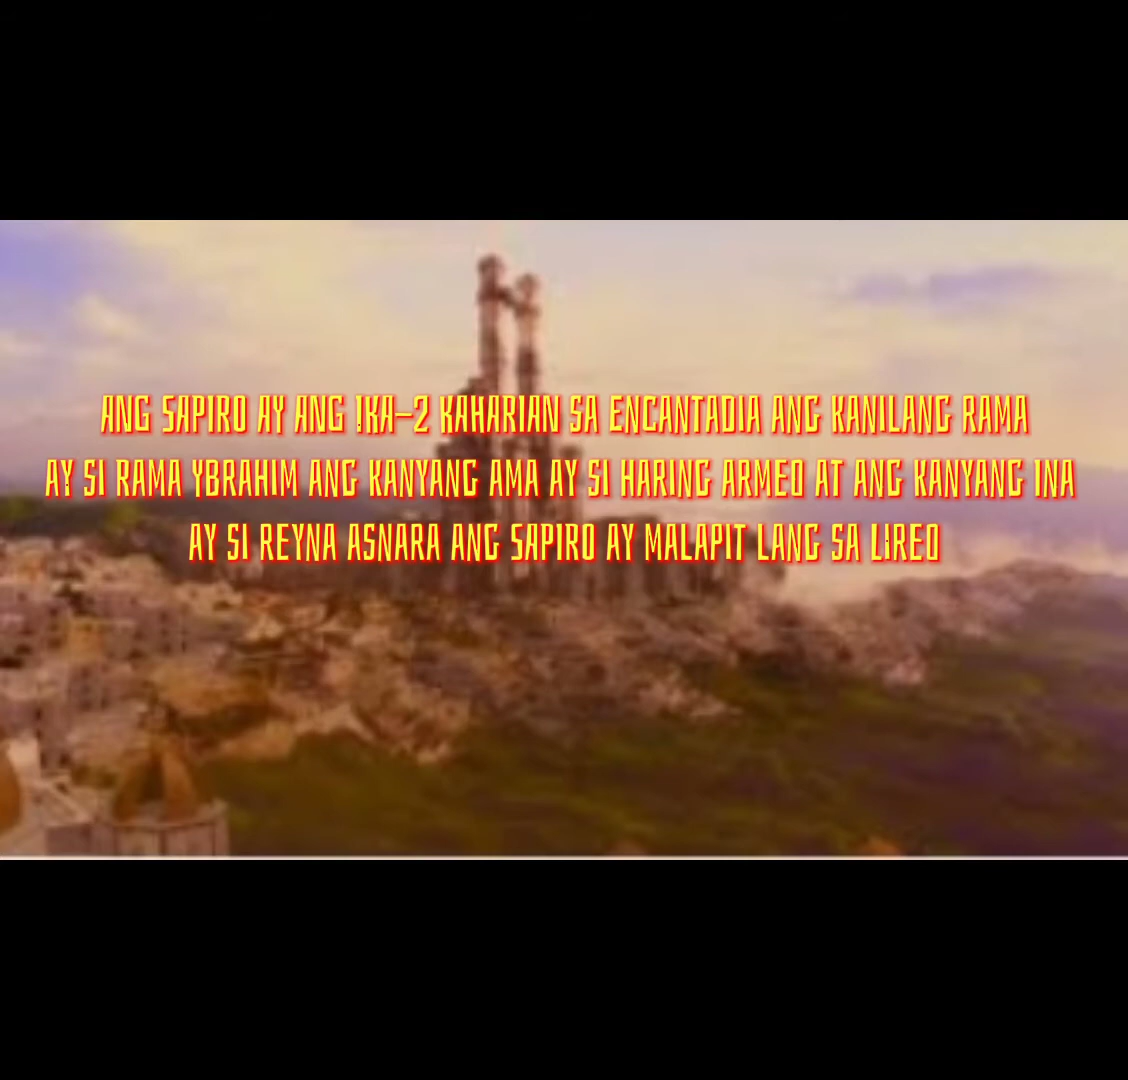 ANG SAPIRO AY ANG IKA-2 KAHARIAN SA ENCANTADIA ANG KANILANG RAMA
AY SI RAMA YBRAHIM ANG KANYANG AMA AY SI HARING ARMEO AT ANG KANYANG INA
AY SI REYNA ASNARA ANG SAPIRO AY MALAPIT LANG SA LIREO